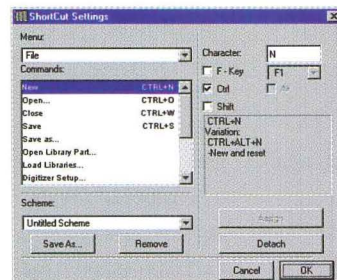 ShortCut Settings
Menu:
File
Commands:
New CTRL+N
Open... CTRL+O
Close CTRL+W
Save CTRL+S
Save as...
Open Library Part...
Load Libraries...
Digitizer Setup...
Scheme:
Untitled Scheme
Save As... Remove
Character: N
F - Key F1
Ctrl Alt
Shift
CTRL+N
Variation:
CTRL+ALT+N
-New and reset
Assign
Detach
Cancel OK